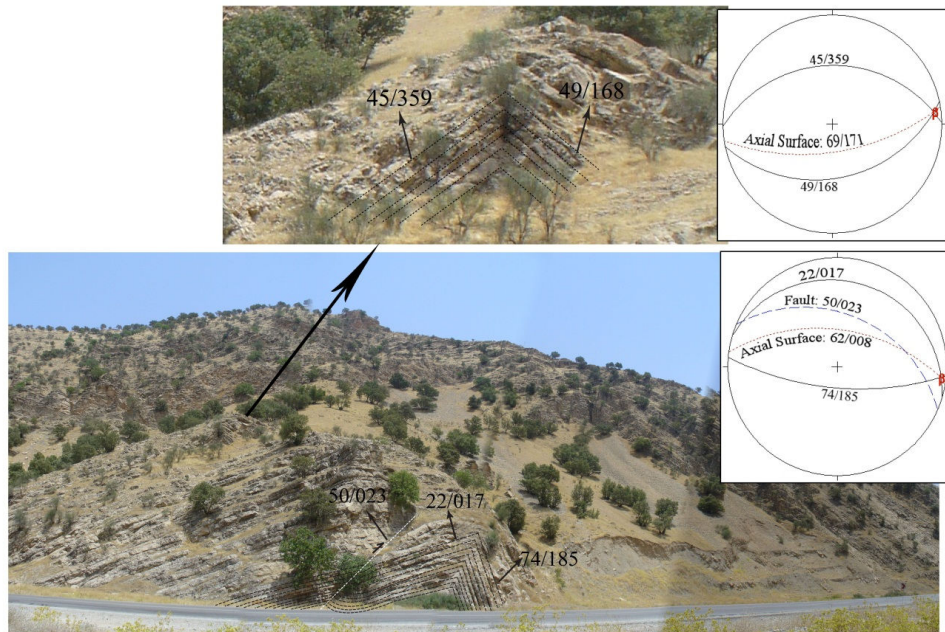 45/359
49/168
45/359
β
Axial Surface: 69/171
49/168
22/017
Fault: 50/023
Axial Surface: 62/008
β
74/185
50/023
22/017
74/185